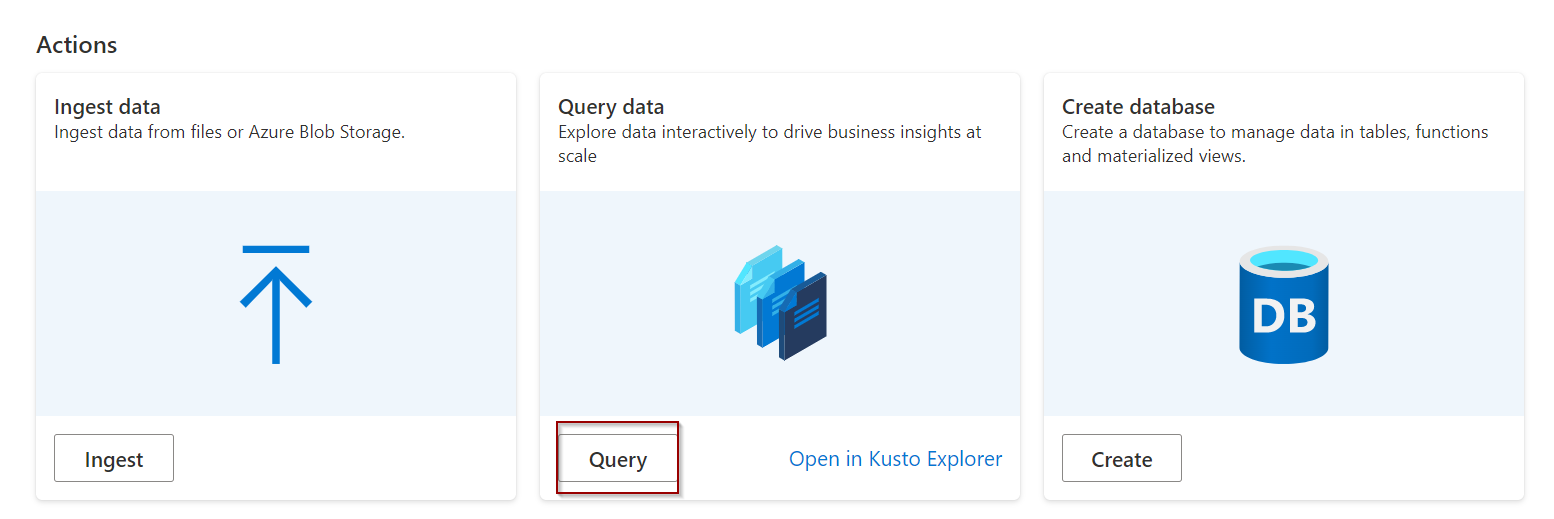 Actions
Ingest data
Ingest data from files or Azure Blob Storage.
Ingest
Query data
Explore data interactively to drive business insights at
scale
Query
Open in Kusto Explorer
Create database
Create a database to manage data in tables, functions
and materialized views.
DB
Create